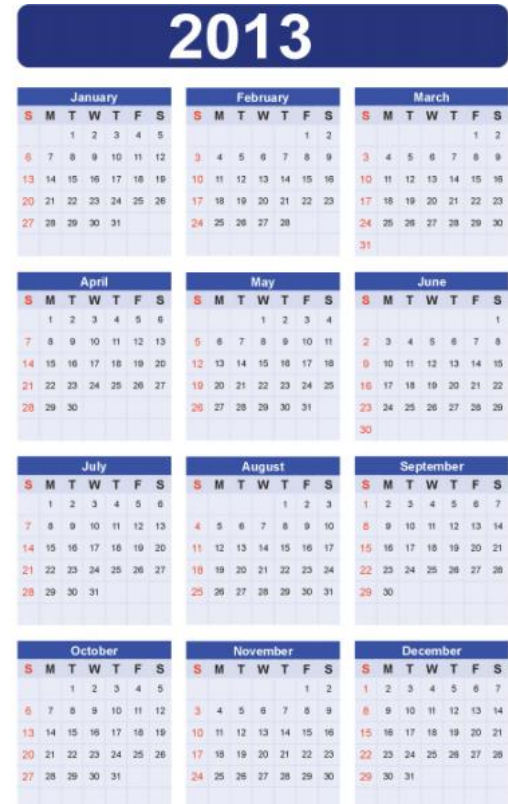 2013
January February March
S M T W T F S S M T W T F S S M T W T F S
1 2 3 4 5 1 2 1 2
6 7 8 9 10 11 12 3 4 5 6 7 8 9 3 4 5 6 7 8 9
13 14 15 16 17 18 19 10 11 12 13 14 15 16 10 11 12 13 14 15 16
20 21 22 23 24 25 26 17 18 19 20 21 22 23 17 18 19 20 21 22 23
27 28 29 30 31 24 25 26 27 28 24 25 26 27 28 29 30
31
April May June
S M T W T F S S M T W T F S S M T W T F S
1 2 3 4 5 6 1 2 3 4 1
7 8 9 10 11 12 13 5 6 7 8 9 10 11 2 3 4 5 6 7 8
14 15 16 17 18 19 20 12 13 14 15 16 17 18 9 10 11 12 13 14 15
21 22 23 24 25 26 27 19 20 21 22 23 24 25 16 17 18 19 20 21 22
28 29 30 26 27 28 29 30 31 23 24 25 26 27 28 29
30
July August September
S M T W T F S S M T W T F S S M T W T F S
1 2 3 4 5 6 1 2 3 1 2 3 4 5 6 7
7 8 9 10 11 12 13 4 5 6 7 8 9 10 8 9 10 11 12 13 14
14 15 16 17 18 19 20 11 12 13 14 15 16 17 15 16 17 18 19 20 21
21 22 23 24 25 26 27 18 19 20 21 22 23 24 22 23 24 25 26 27 28
28 29 30 31 25 26 27 28 29 30 31 29 30
October November December
S M T W T F S S M T W T F S S M T W T F S
1 2 3 4 5 1 2 1 2 3 4 5 6 7
6 7 8 9 10 11 12 3 4 5 6 7 8 9 8 9 10 11 12 13 14
13 14 15 16 17 18 19 10 11 12 13 14 15 16 15 16 17 18 19 20 21
20 21 22 23 24 25 26 17 18 19 20 21 22 23 22 23 24 25 26 27 28
27 28 29 30 31 24 25 26 27 28 29 30 29 30 31